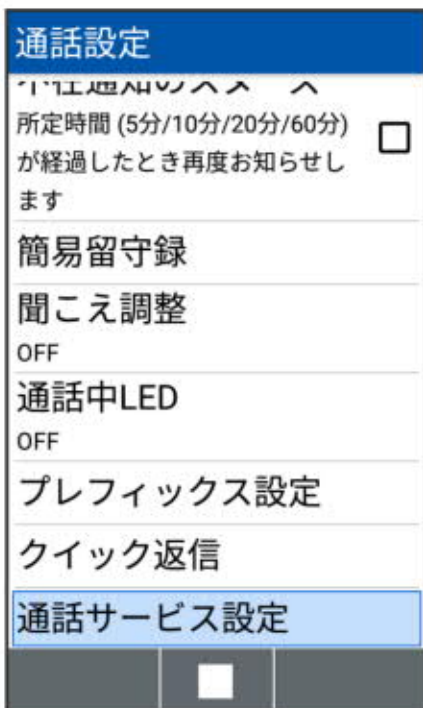 通話設定
所定時間 (5分/10分/20分/60分)
が経過したとき再度お知らせし
ます
簡易留守録
聞こえ調整
OFF
通話中LED
OFF
プレフィックス設定
クイック返信
通話サービス設定